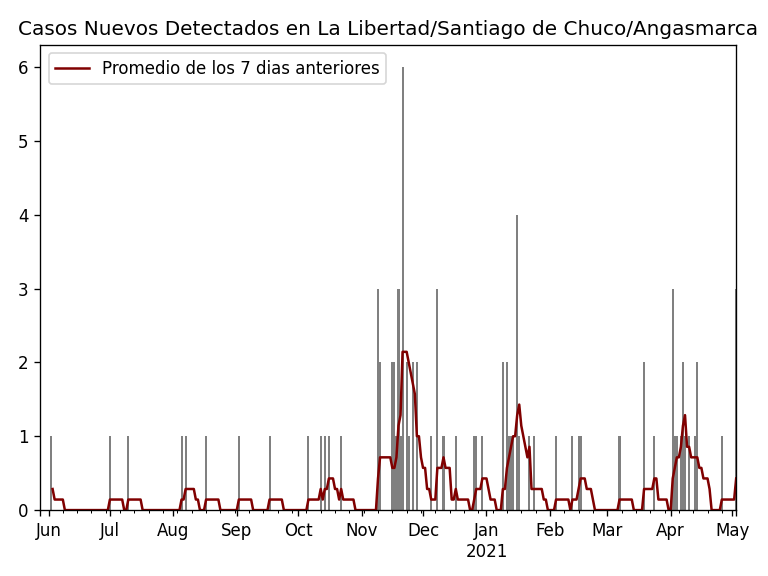 Casos Nuevos Detectados en La Libertad/Santiago de Chuco/Angasmarca
Promedio de los 7 dias anteriores
6
5
4
3
2
1
0
Jun Jul Aug Sep Oct Nov Dec Jan Feb Mar Apr May
2021